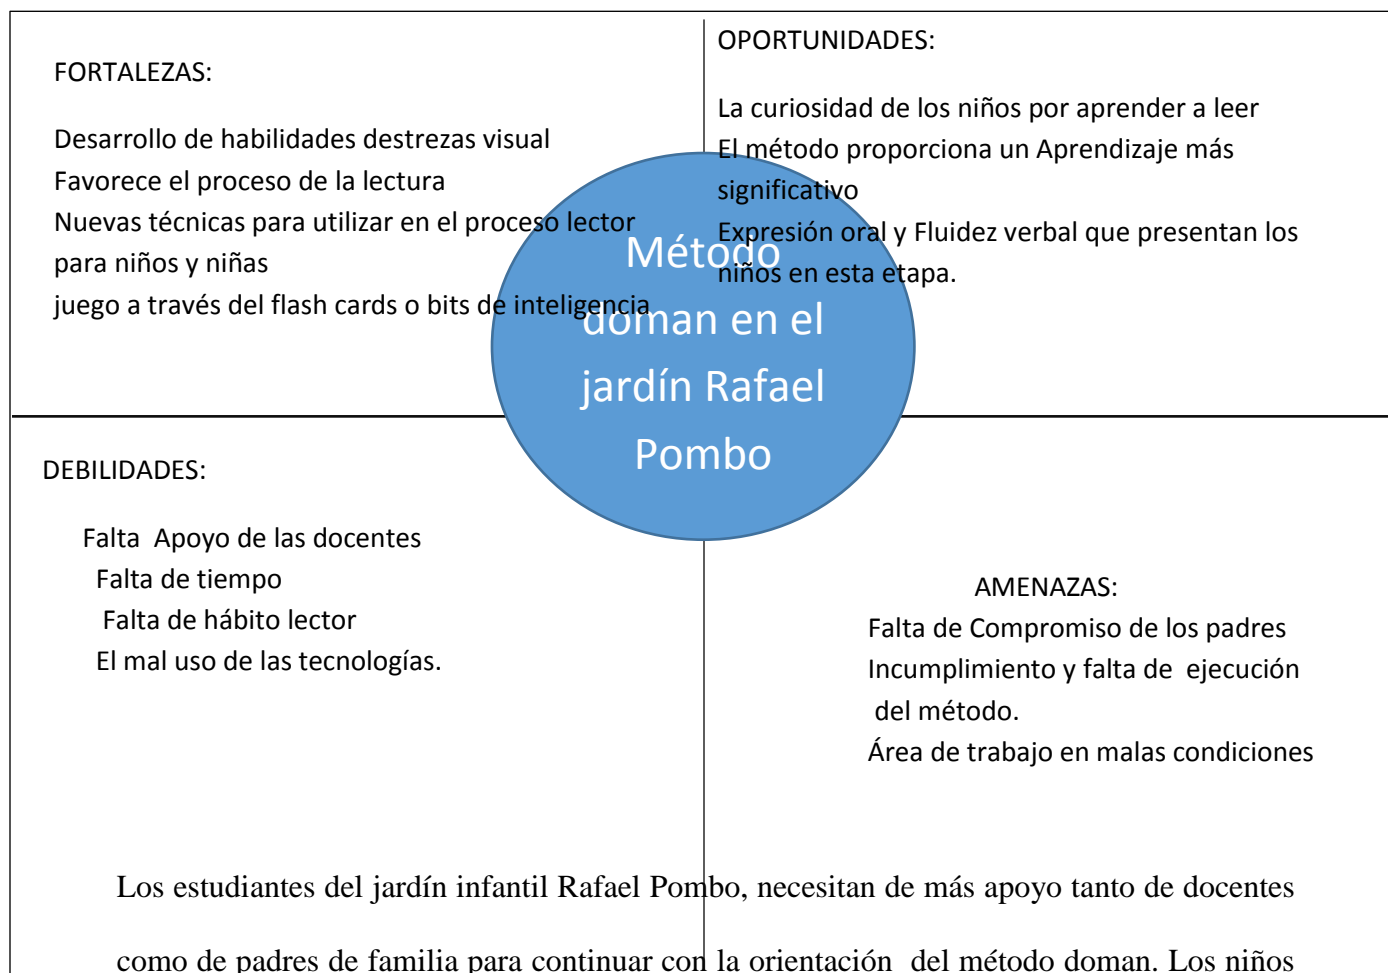 FORTALEZAS:
Desarrollo de habilidades destrezas visual
Favorece el proceso de la lectura
Nuevas técnicas para utilizar en el proceso lector
para niños y niñas
juego a través del flash cards o bits de inteligencia
OPORTUNIDADES:
La curiosidad de los niños por aprender a leer
El método proporciona un Aprendizaje más
significativo
Expresión oral y Fluidez verbal que presentan los
niños en esta etapa.
Método
doman en el
jardín Rafael
Pombo
DEBILIDADES:
Falta  Apoyo de las docentes
Falta de tiempo
Falta de hábito lector
El mal uso de las tecnologías.
AMENAZAS:
Falta de Compromiso de los padres
Incumplimiento y falta de  ejecución
del método.
Área de trabajo en malas condiciones
Los estudiantes del jardín infantil Rafael Pombo, necesitan de más apoyo tanto de docentes
como de padres de familia para continuar con la orientación  del método doman. Los niños